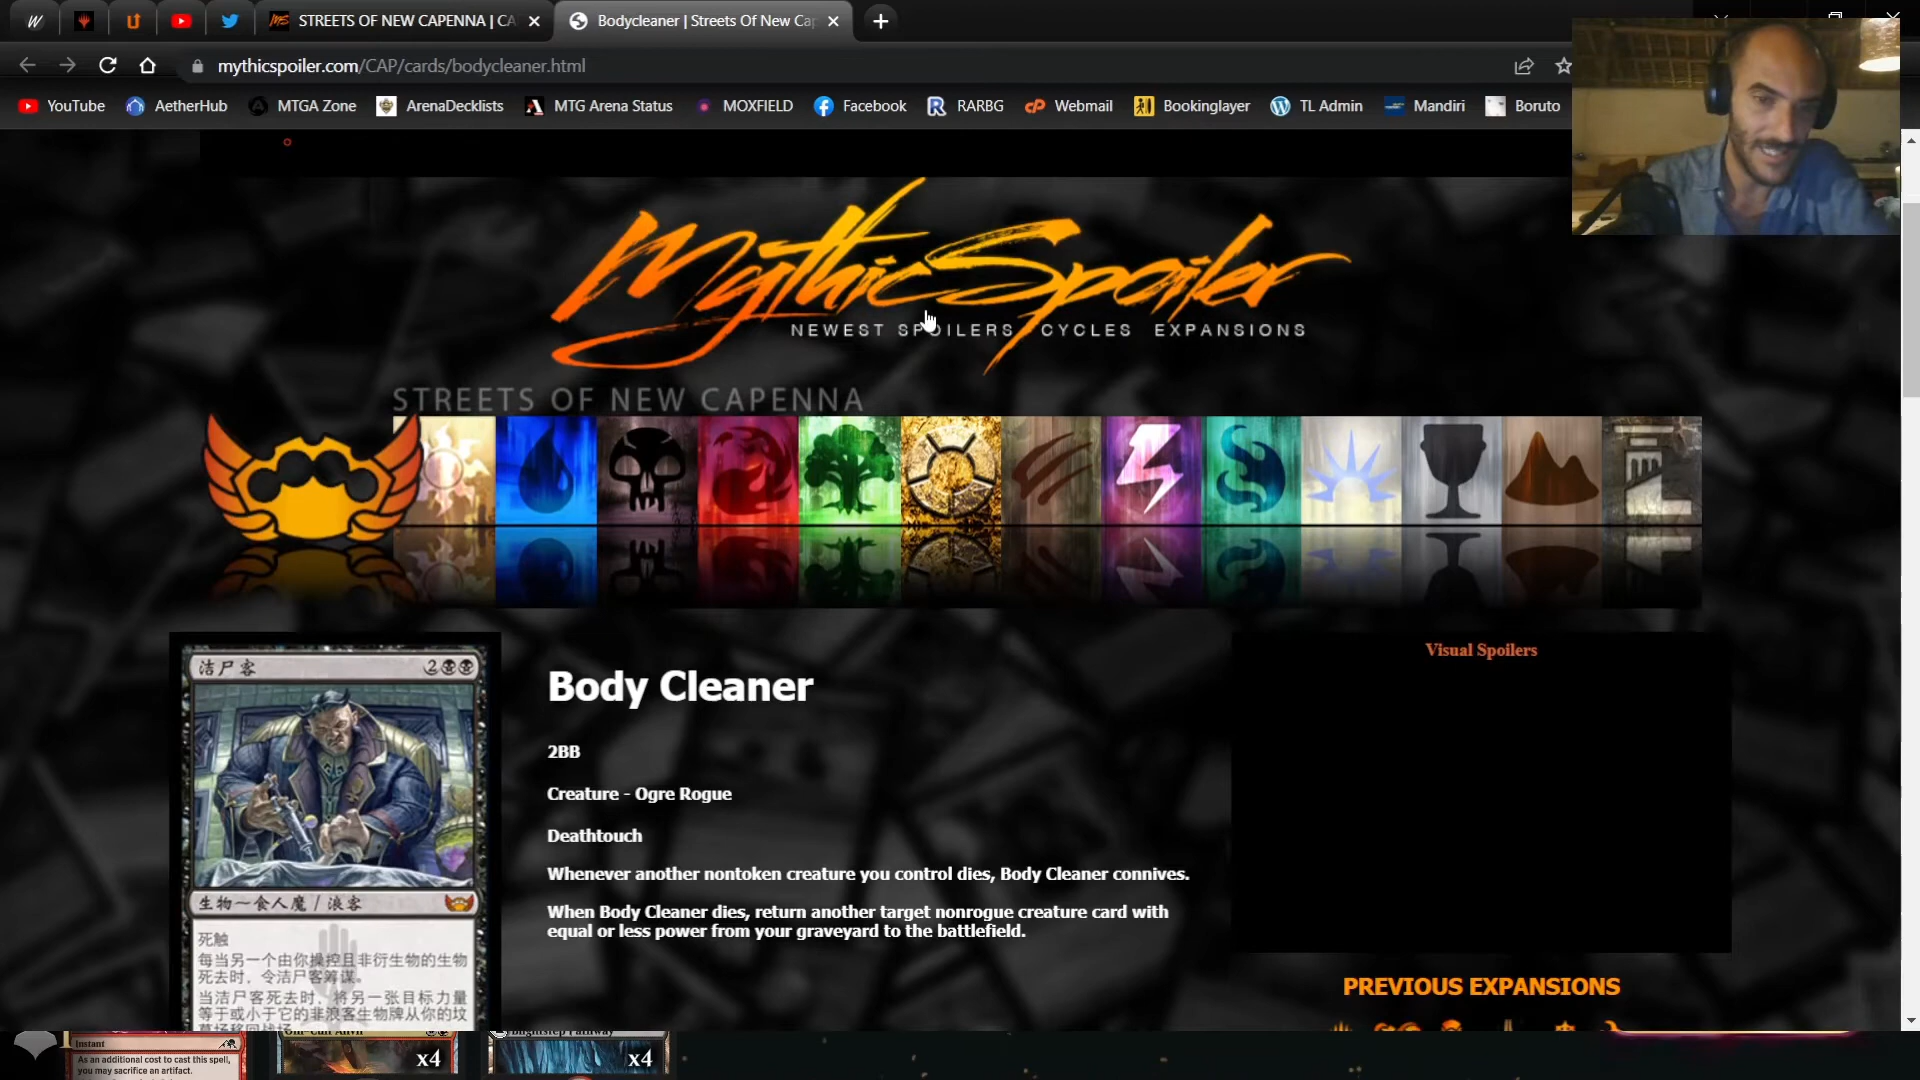 STREETS OF NEW CAPENNA | CA
Bodycleaner | Streets Of New Cap
mythicspoiler.com/CAP/cards/bodycleaner.html
YouTube
AetherHub
MTGA Zone
ArenaDecklists
MTG Arena Status
MOXFIELD
Facebook
RARBG
Webmail
Bookinglayer
TL Admin
Mandiri
Boruto
MythicSpoiler
NEWEST SPOILERS CYCLES EXPANSIONS
STREETS OF NEW CAPENNA
洁尸客 2
Body Cleaner
2BB
Creature - Ogre Rogue
Deathtouch
Whenever another nontoken creature you control dies, Body Cleaner connives.
When Body Cleaner dies, return another target nonrogue creature card with
equal or less power from your graveyard to the battlefield.
Visual Spoilers
PREVIOUS EXPANSIONS
生物～食人魔／浪客
死触
每当另一个由你操控且非衍生物的生物
死去时，令洁尸客筹谋。
当洁尸客死去时，将另一张目标力量
等于或小于它的非浪客生物牌从你的坟
墓场移回战场
Instant
As an additional cost to cast this spell,
you may sacrifice an artifact.
x4
x4